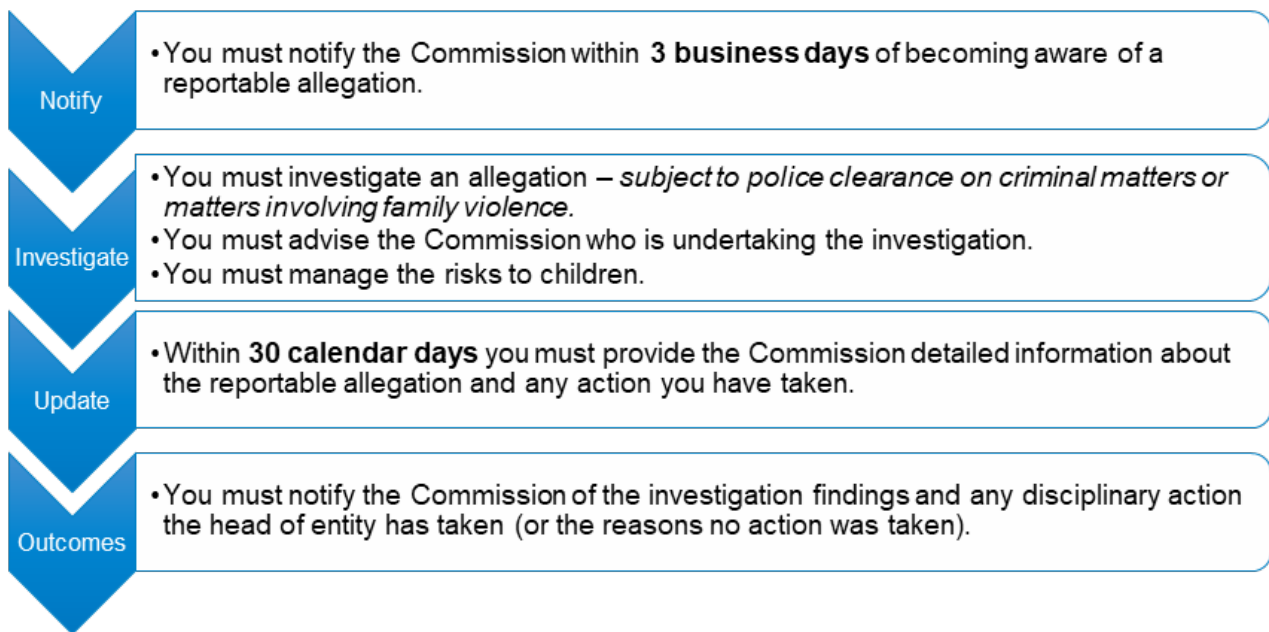 Notify
•You must notify the Commission within 3 business days of becoming aware of a
reportable allegation.
Investigate
•You must investigate an allegation – subject to police clearance on criminal matters or
matters involving family violence.
•You must advise the Commission who is undertaking the investigation.
•You must manage the risks to children.
Update
•Within 30 calendar days you must provide the Commission detailed information about
the reportable allegation and any action you have taken.
Outcomes
•You must notify the Commission of the investigation findings and any disciplinary action
the head of entity has taken (or the reasons no action was taken).